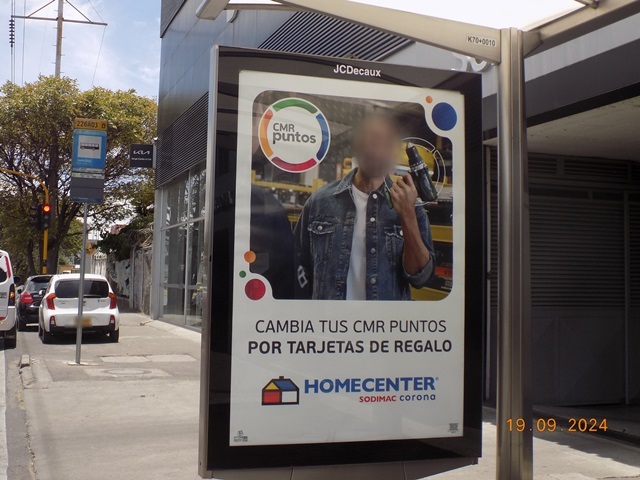 K70+0010
JCDecaux
CMR
puntos
KIA
CAMBIA TUS CMR PUNTOS
POR TARJETAS DE REGALO
HOMECENTER
SODIMAC corona
19.09.2024